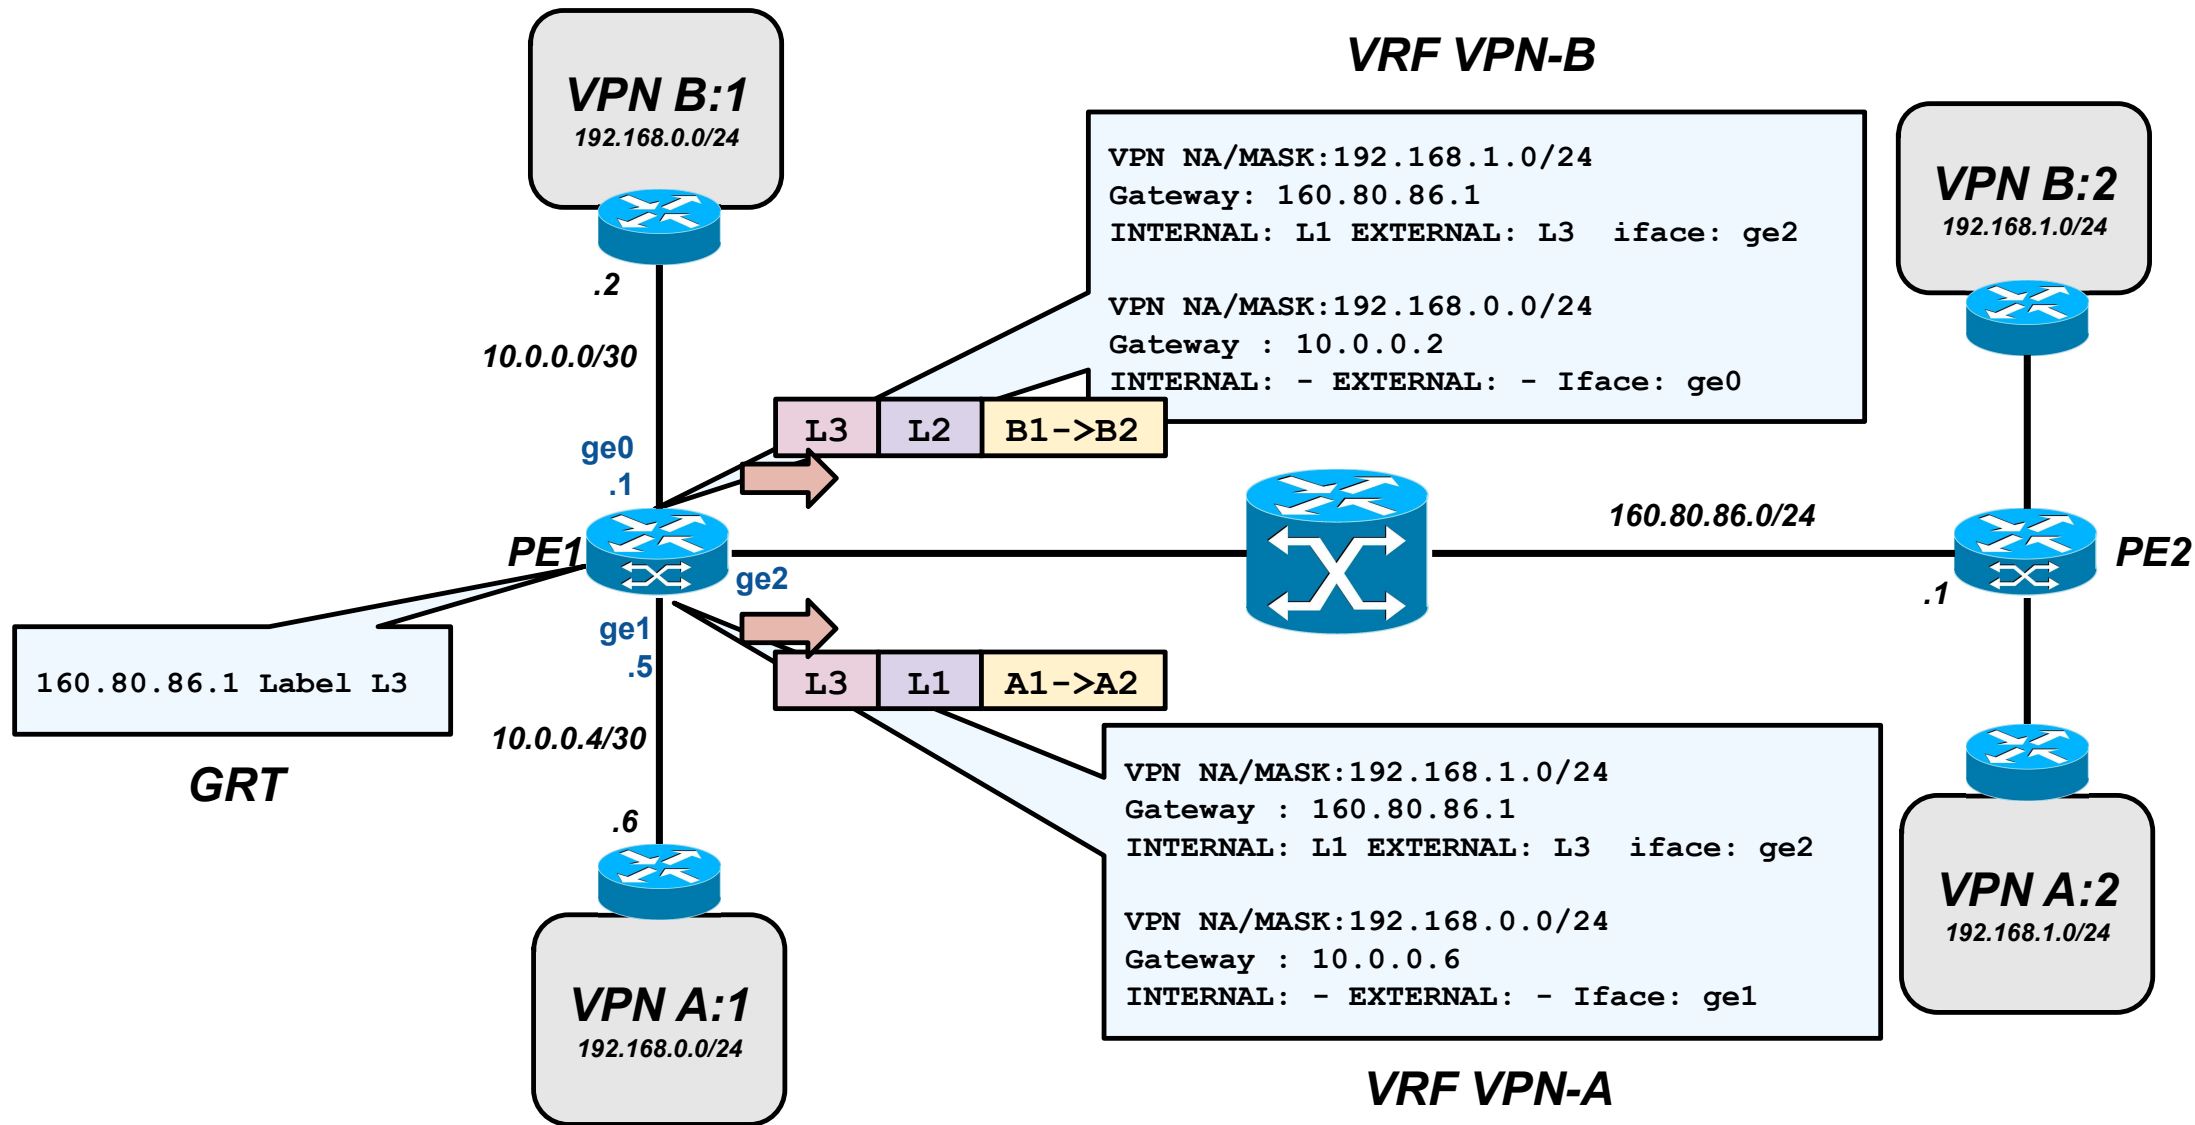 VRF VPN-B
VPN B:1
192.168.0.0/24
VPN NA/MASK:192.168.1.0/24
Gateway: 160.80.86.1
INTERNAL: L1 EXTERNAL: L3 iface: ge2
VPN NA/MASK:192.168.0.0/24
Gateway : 10.0.0.2
INTERNAL: - EXTERNAL: - Iface: ge0
VPN B:2
192.168.1.0/24
.2
10.0.0.0/30
L3 L2 B1->B2
ge0
.1
160.80.86.0/24
PE1
PE2
ge2
.1
ge1
.5
160.80.86.1 Label L3
GRT
L3 L1 A1->A2
10.0.0.4/30
.6
VPN NA/MASK:192.168.1.0/24
Gateway : 160.80.86.1
INTERNAL: L1 EXTERNAL: L3 iface: ge2
VPN NA/MASK:192.168.0.0/24
Gateway : 10.0.0.6
INTERNAL: - EXTERNAL: - Iface: ge1
VPN A:2
192.168.1.0/24
VPN A:1
192.168.0.0/24
VRF VPN-A